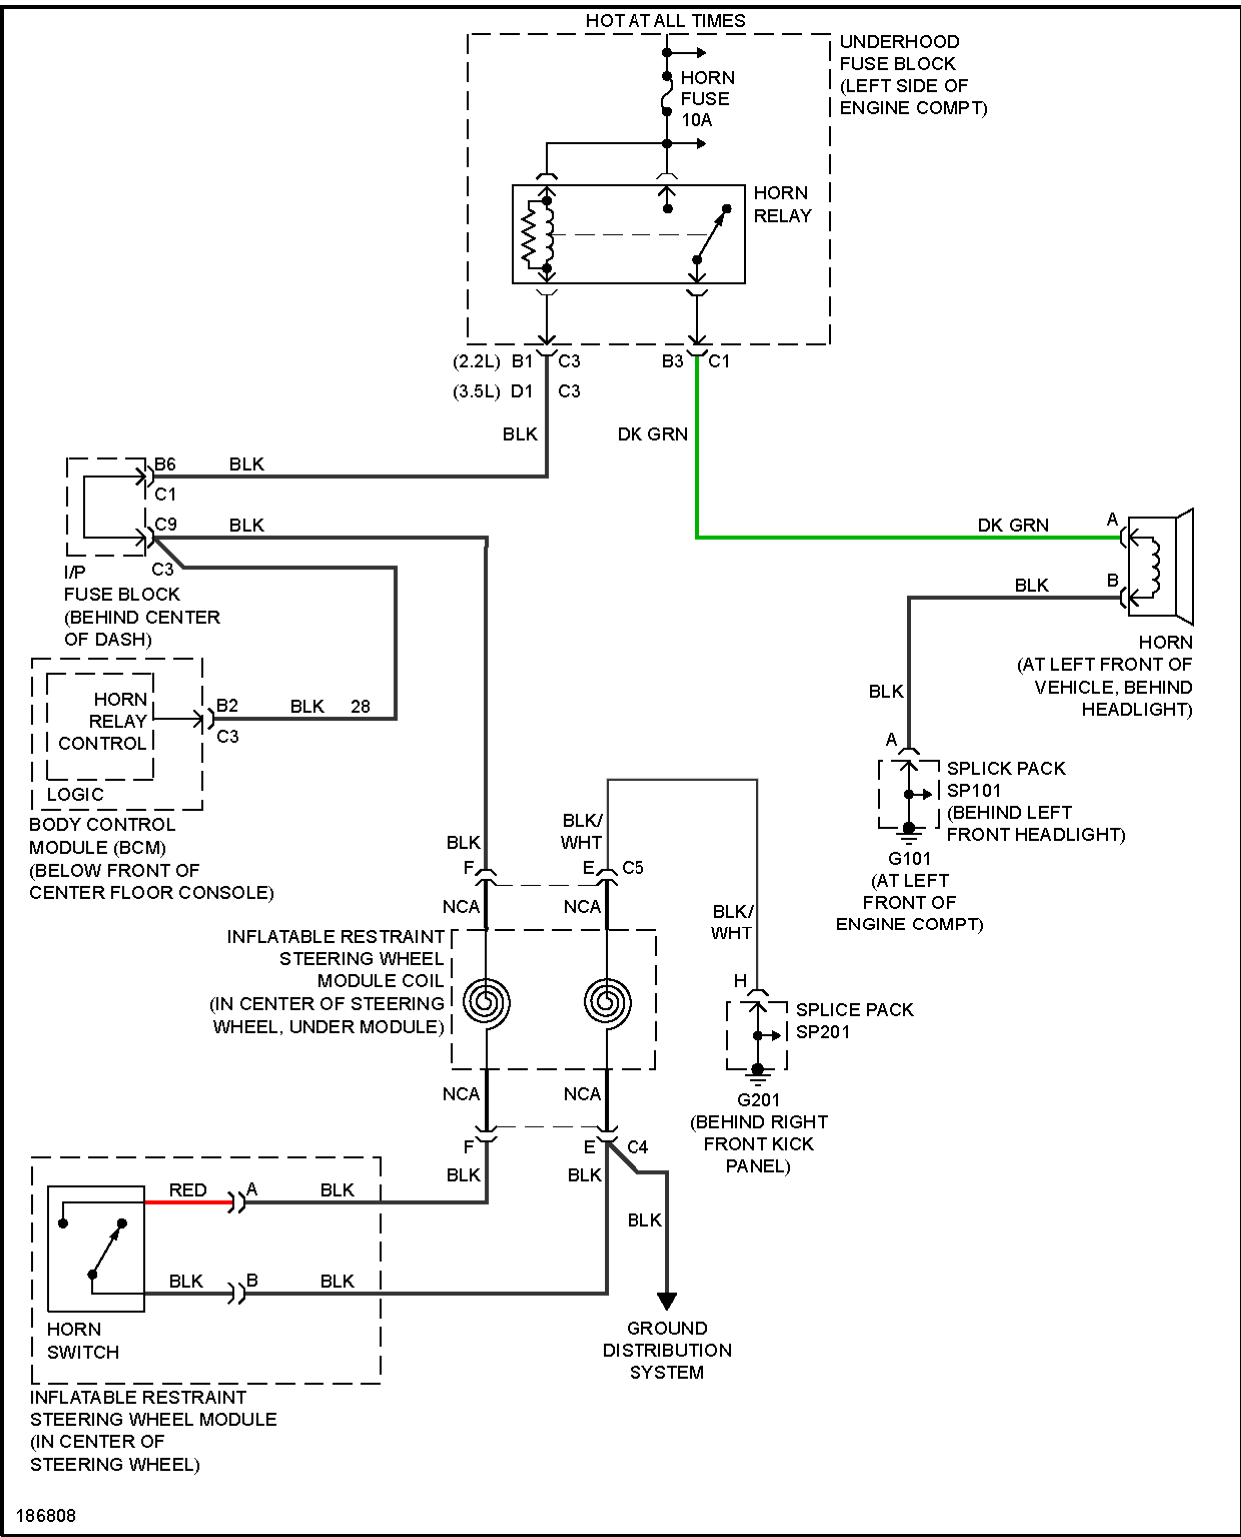 HOT AT ALL TIMES
UNDERHOOD
FUSE BLOCK
(LEFT SIDE OF
ENGINE COMPT)
HORN
FUSE
10A
HORN
RELAY
(2.2L) B1 C3
(3.5L) D1 C3
B3 C1
BLK
DK GRN
B6
C1
BLK
C9
C3
BLK
I/P
FUSE BLOCK
(BEHIND CENTER
OF DASH)
DK GRN
A
BLK
B
HORN
(AT LEFT FRONT OF
VEHICLE, BEHIND
HEADLIGHT)
HORN
RELAY
CONTROL
LOGIC
B2
C3
BLK 28
BODY CONTROL
MODULE (BCM)
(BELOW FRONT OF
CENTER FLOOR CONSOLE)
BLK
A
SPLICK PACK
SP101
(BEHIND LEFT
FRONT HEADLIGHT)
G101
(AT LEFT
FRONT OF
ENGINE COMPT)
BLK
F
BLK/
WHT
E C5
NCA
NCA
INFLATABLE RESTRAINT
STEERING WHEEL
MODULE COIL
(IN CENTER OF STEERING
WHEEL, UNDER MODULE)
BLK/
WHT
H
SPLICE PACK
SP201
G201
(BEHIND RIGHT
FRONT KICK
PANEL)
NCA
NCA
F
E C4
BLK
BLK
BLK
RED
A
BLK
BLK
B
BLK
HORN
SWITCH
GROUND
DISTRIBUTION
SYSTEM
INFLATABLE RESTRAINT
STEERING WHEEL MODULE
(IN CENTER OF
STEERING WHEEL)
186808